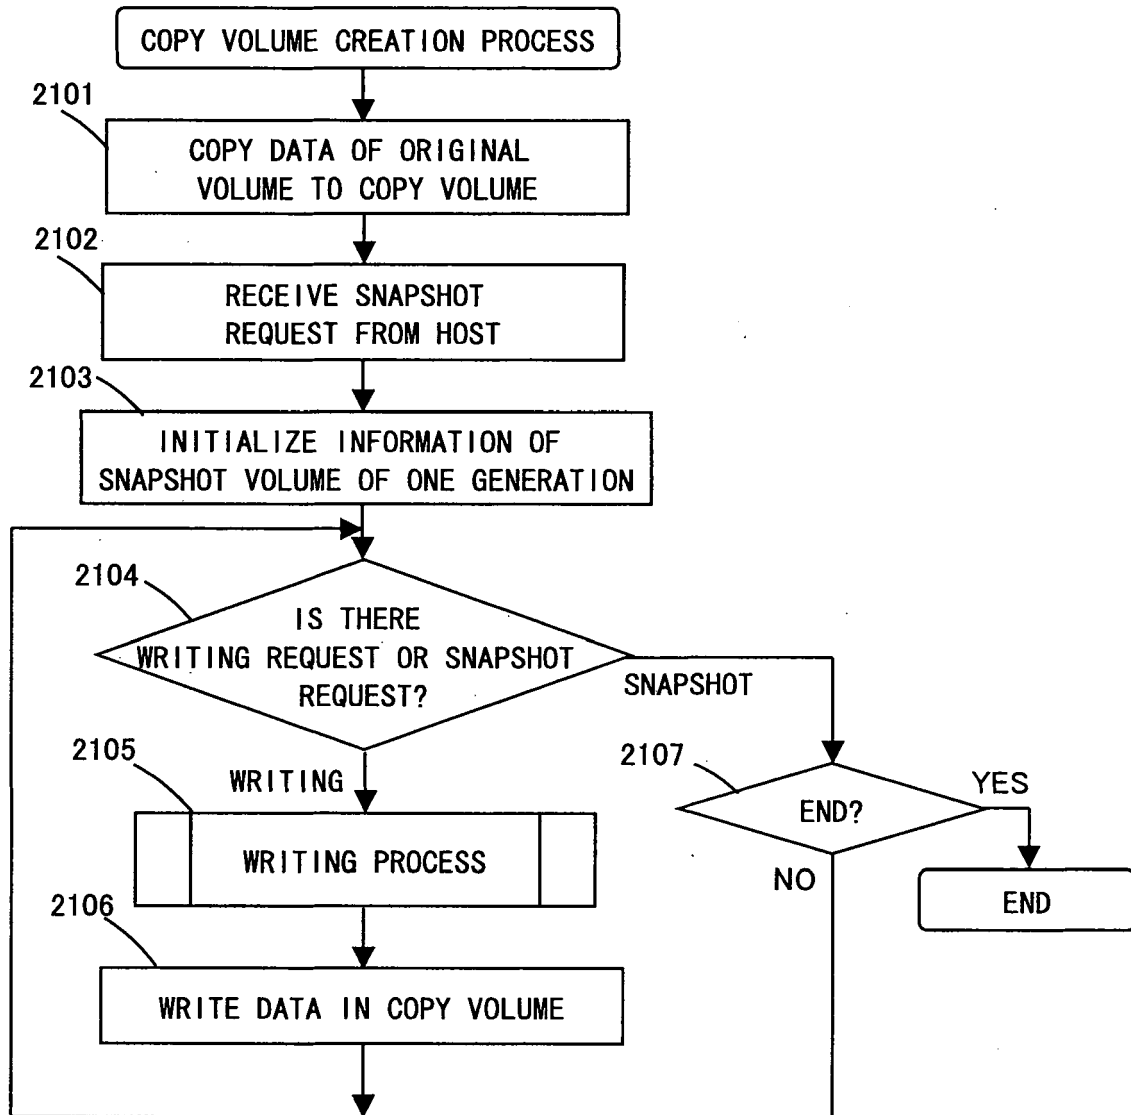 COPY VOLUME CREATION PROCESS
2101
COPY DATA OF ORIGINAL
VOLUME TO COPY VOLUME
2102
RECEIVE SNAPSHOT
REQUEST FROM HOST
2103
INITIALIZE INFORMATION OF
SNAPSHOT VOLUME OF ONE GENERATION
2104
IS THERE
WRITING REQUEST OR SNAPSHOT
REQUEST?
SNAPSHOT
2105
WRITING
2107
END?
YES
WRITING PROCESS
NO
END
2106
WRITE DATA IN COPY VOLUME